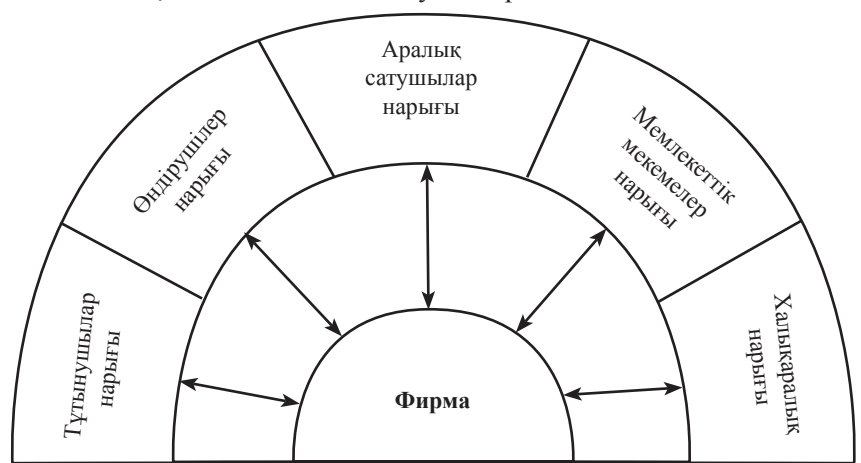 Тұтынушылар
нарығы
Өндірушілер
нарығы
Аралық
сатушылар
нарығы
Мемлекеттік
мекемелер
нарығы
Халықаралық
нарығы
Фирма